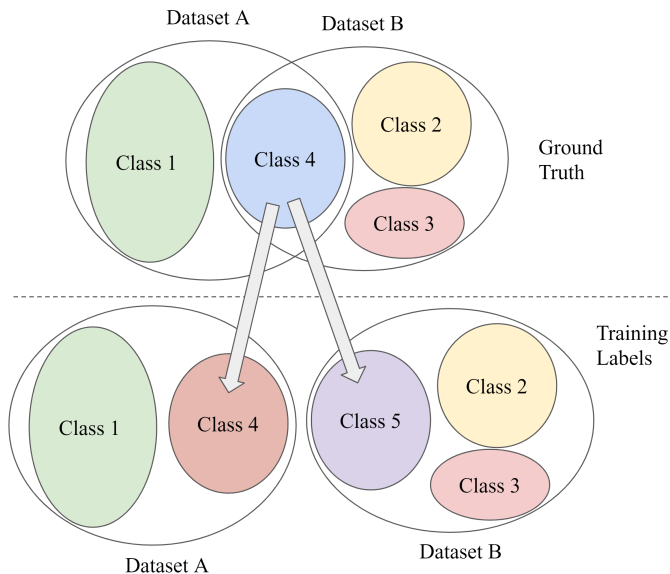 Dataset A
Dataset B
Class 1
Class 4
Class 2
Class 3
Ground
Truth
Training
Labels
Class 1
Class 4
Class 5
Class 2
Class 3
Dataset A
Dataset B